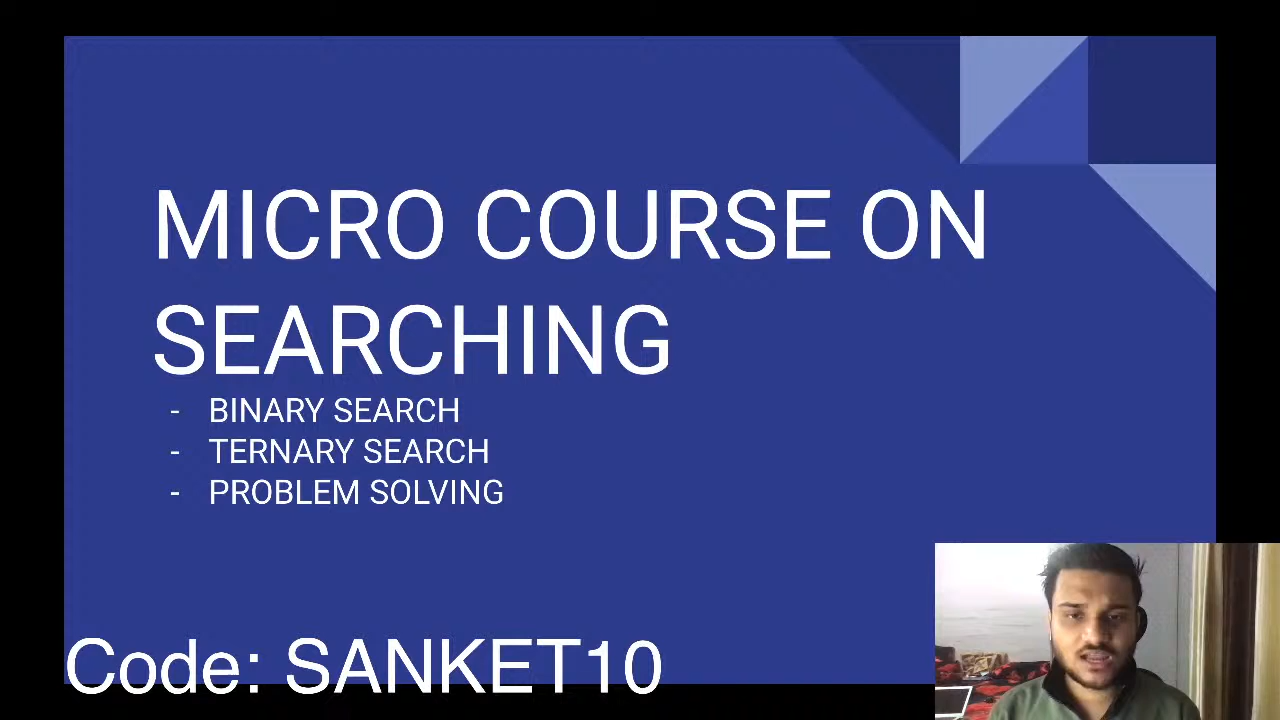 MICRO COURSE ON
SEARCHING
- BINARY SEARCH
- TERNARY SEARCH
- PROBLEM SOLVING
Code: SANKET10